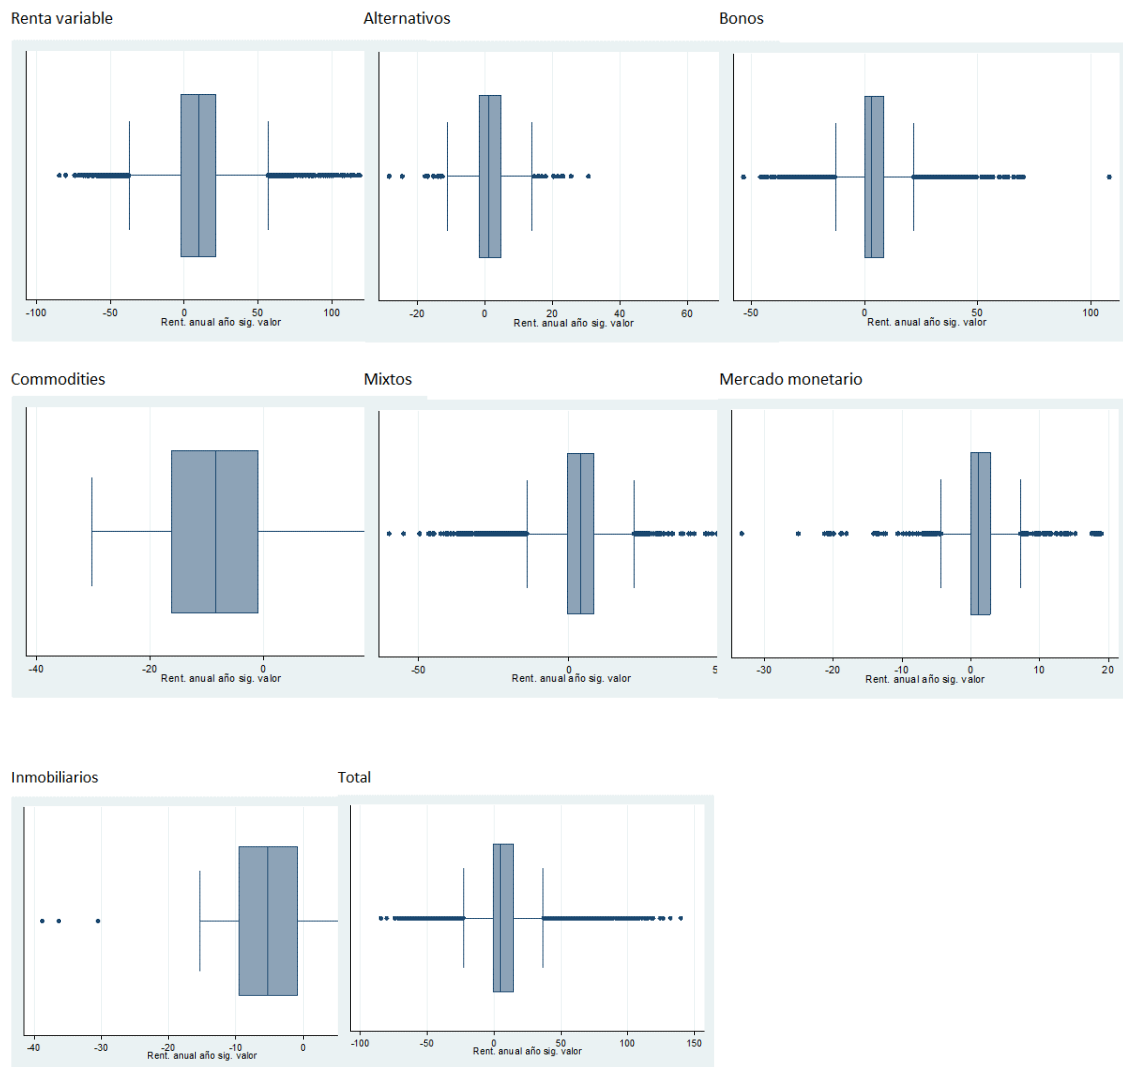 Renta variable
Alternativos
Bonos
-100 -50 0 50 100
Rent. anual año sig. valor
-20 0 20 40 60
Rent. anual año sig. valor
-50 0 50 100
Rent. anual año sig. valor
Commodities
Mixtos
Mercado monetario
-40 -20 0
Rent. anual año sig. valor
-50 0 5
Rent. anual año sig. valor
-30 -20 -10 0 10 20
Rent. anual año sig. valor
Inmobiliarios
Total
-40 -30 -20 -10 0
Rent. anual año sig. valor
-100 -50 0 50 100 150
Rent. anual año sig. valor